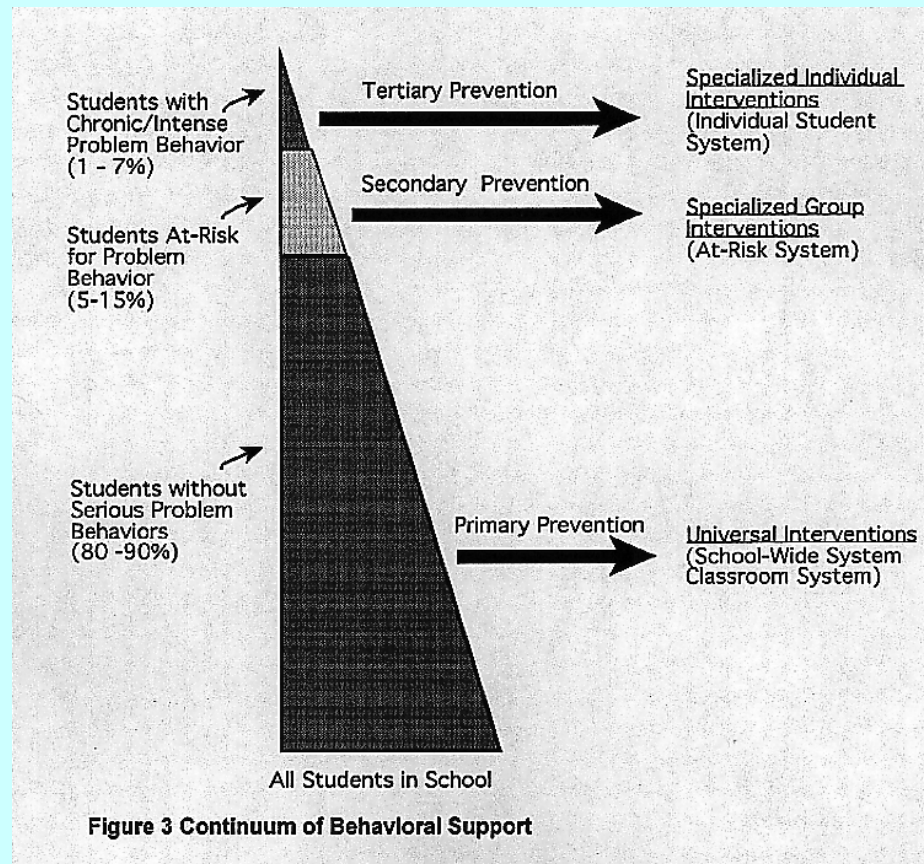 Students with
Chronic/Intense
Problem Behavior
(1 - 7%)
Tertiary Prevention
Specialized Individual
Interventions
(Individual Student
System)
Students At-Risk
for Problem
Behavior
(5-15%)
Secondary Prevention
Specialized Group
Interventions
(At-Risk System)
Students without
Serious Problem
Behaviors
(80 -90%)
Primary Prevention
Universal Interventions
(School-Wide System
Classroom System)
All Students in School
Figure 3 Continuum of Behavioral Support